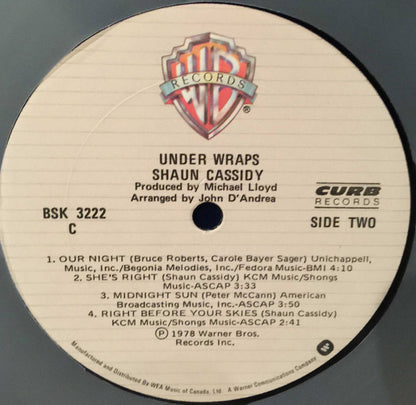 WB
RECORDS
®
UNDER WRAPS
SHAUN CASSIDY
Produced by Michael Lloyd
Arranged by John D'Andrea
CURB
RECORDS
BSK 3222
C
SIDE TWO
1. OUR NIGHT (Bruce Roberts, Carole Bayer Sager) Unichappell,
Music, Inc./Begonia Melodies, Inc./Fedora Music-BMI 4:10
2. SHE'S RIGHT (Shaun Cassidy) KCM Music/Shongs
Music-ASCAP 3:33
3. MIDNIGHT SUN (Peter McCann) American
Broadcasting Music, Inc.-ASCAP 3:50
4. RIGHT BEFORE YOUR SKIES (Shaun Cassidy)
KCM Music/Shongs Music-ASCAP 2:41
Ⓟ 1978 Warner Bros.
Records Inc.
Manufactured and Distributed By WEA Music of Canada, Ltd. A Warner Communications Company